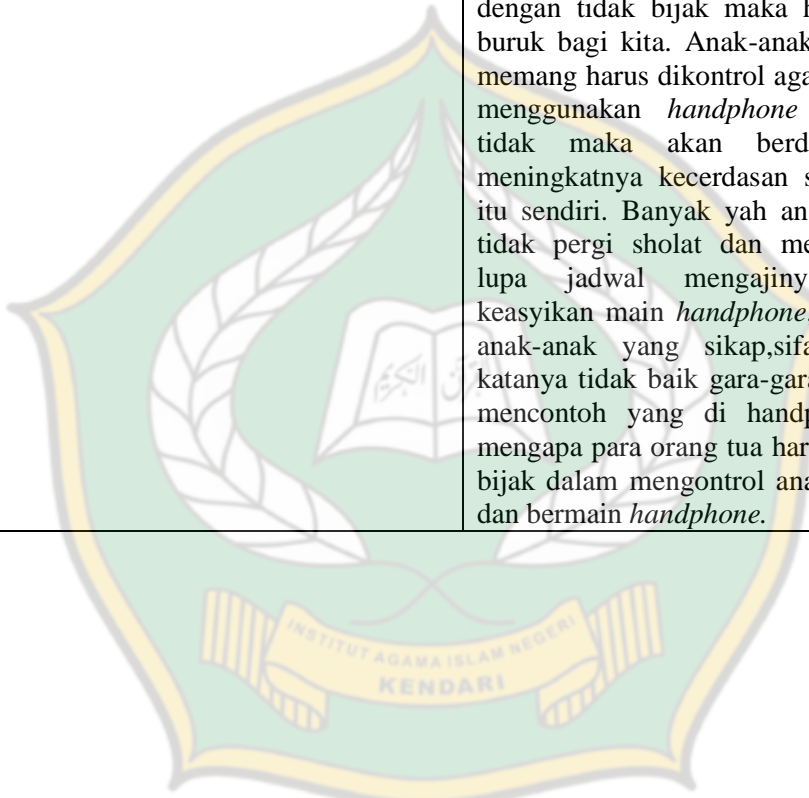 dengan tidak bijak maka h
buruk bagi kita. Anak-anak
memang harus dikontrol aga
menggunakan handphone
tidak maka akan berd
meningkatnya kecerdasan s
itu sendiri. Banyak yah an
tidak pergi sholat dan me
lupa jadwal mengajiny
keasyikan main handphone.
anak-anak yang sikap,sifa
katanya tidak baik gara-gara
mencontoh yang di handp
mengapa para orang tua har
bijak dalam mengontrol ana
dan bermain handphone.
INSTITUT AGAMA ISLAM NEGERI
KENDARI